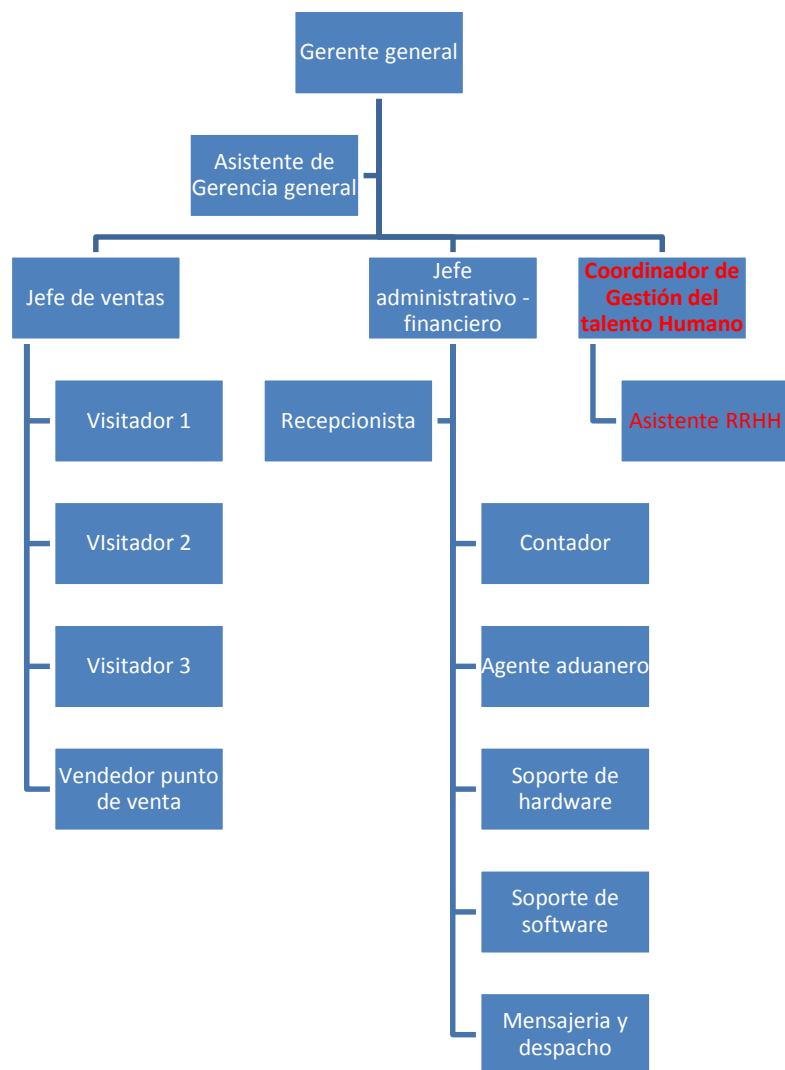 Gerente general
Asistente de
Gerencia general
Jefe de ventas
Jefe
administrativo -
financiero
Coordinador de
Gestión del
talento Humano
Visitador 1
Recepcionista
Asistente RRHH
VIsitador 2
Contador
Visitador 3
Agente aduanero
Vendedor punto
de venta
Soporte de
hardware
Soporte de
software
Mensajeria y
despacho